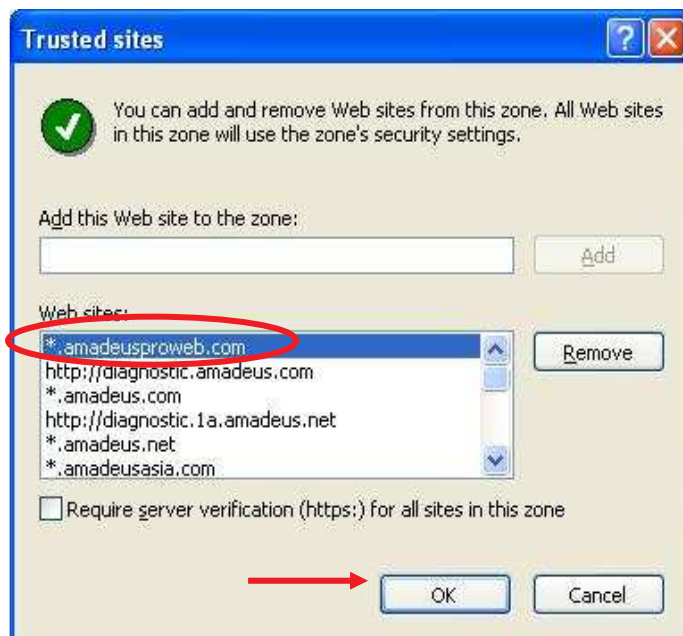 Trusted sites
You can add and remove Web sites from this zone. All Web sites
in this zone will use the zone's security settings.
Add this Web site to the zone:
Add
Web sites:
*.amadeusproweb.com
http://diagnostic.amadeus.com
*.amadeus.com
http://diagnostic.1a.amadeus.net
*.amadeus.net
*.amadeusasia.com
Remove
Require server verification (https:) for all sites in this zone
OK
Cancel